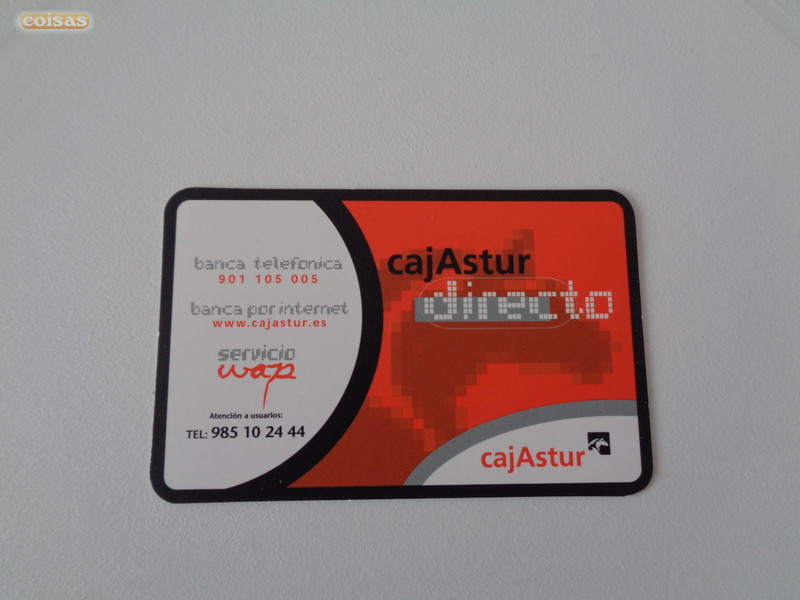 coisas
banca telefonica
901 105 005
banca por internet
www.cajastur.es
servicio
wap
Atención a usuarios:
TEL: 985 10 24 44
cajAstur
directo
cajAstur